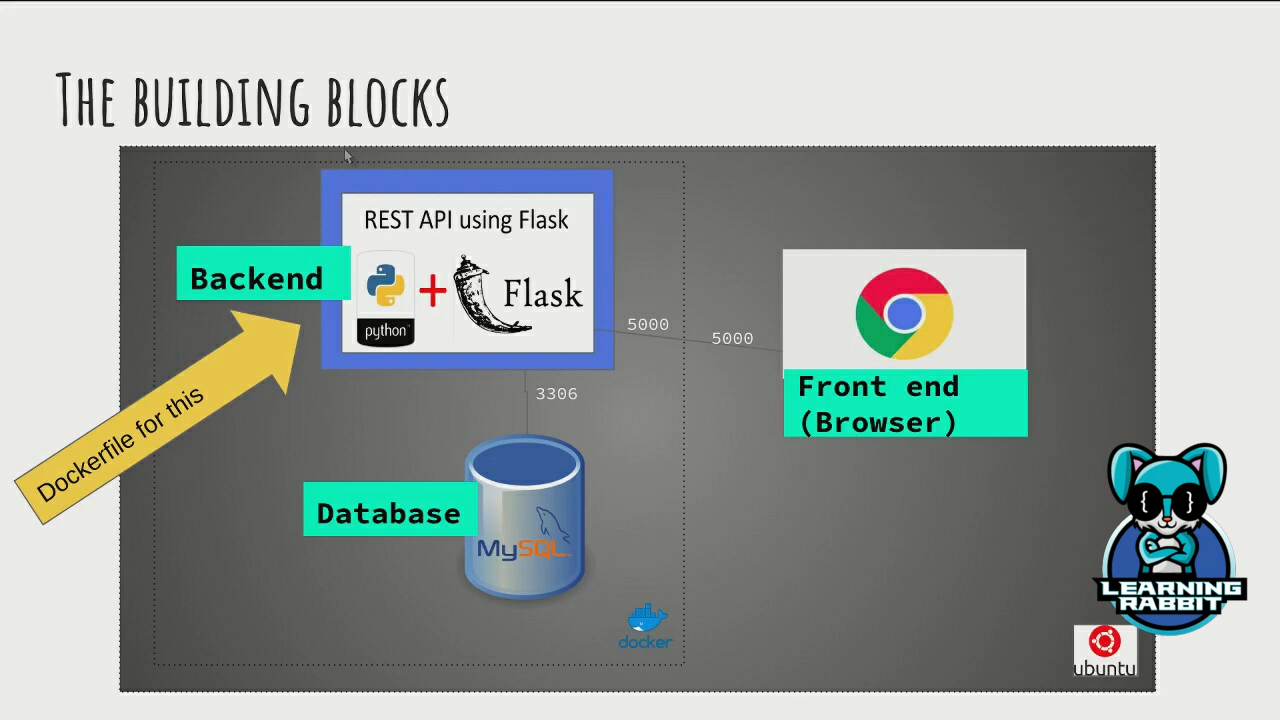 THE BUILDING BLOCKS
REST API using Flask
Backend
python
+
Flask
5000
5000
Front end
(Browser)
3306
Dockerfile for this
Database
MySQL
docker
{ }
LEARNING
RABBIT
ubuntu